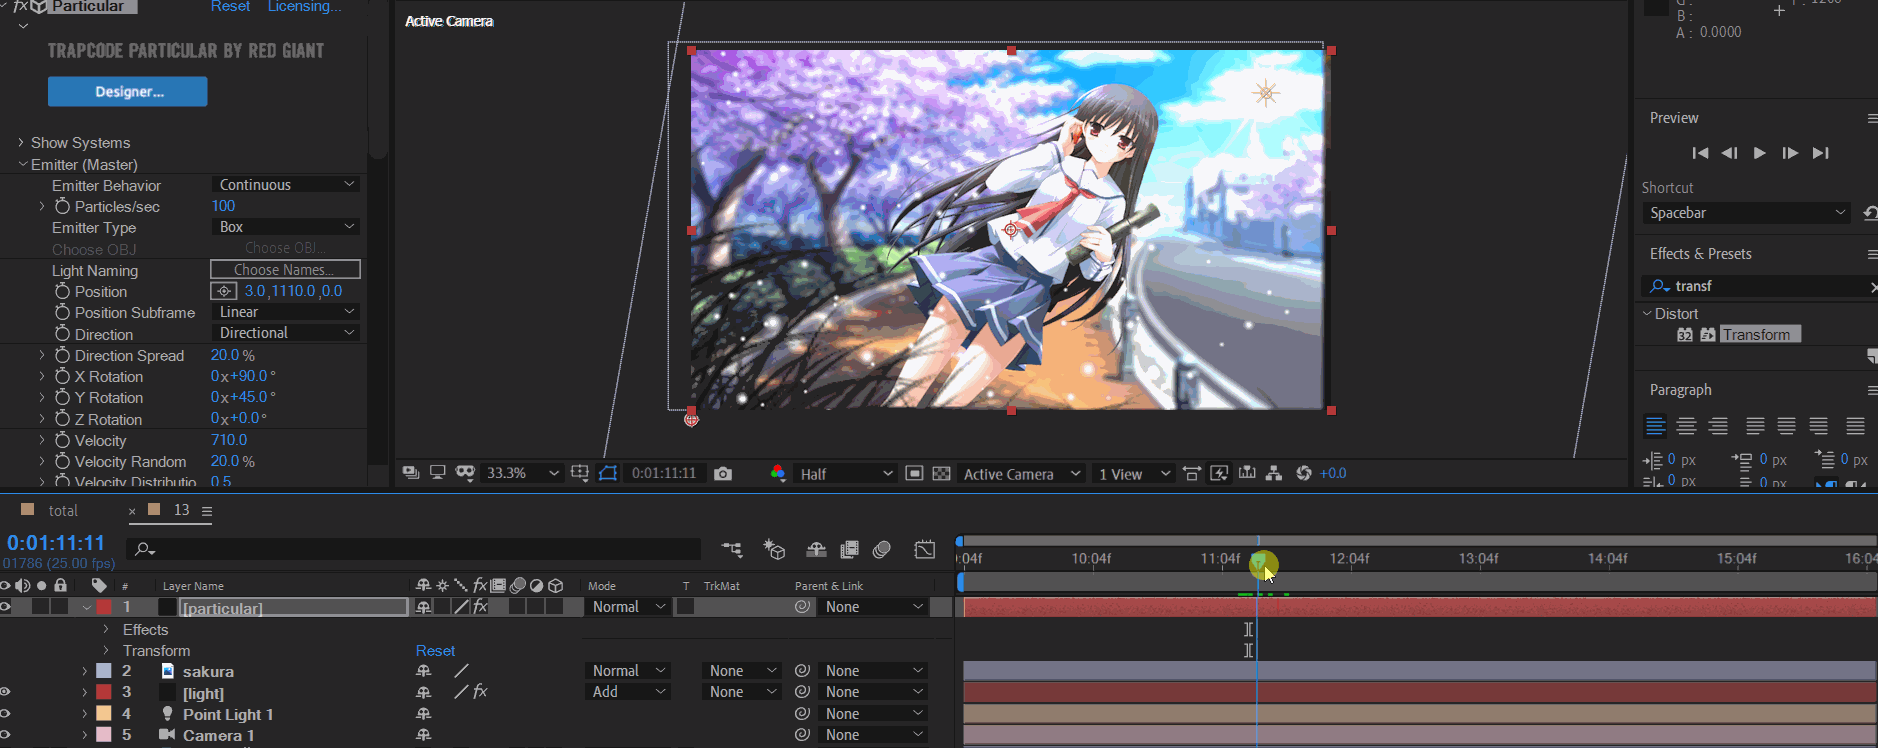 fx Particular Reset Licensing...
TRAPCODE PARTICULAR BY RED GIANT
Designer...
Show Systems
Emitter (Master)
Emitter Behavior Continuous
Particles/sec 100
Emitter Type Box
Choose OBJ Choose OBJ...
Light Naming Choose Names...
Position 3.0,1110.0,0.0
Position Subframe Linear
Direction Directional
Direction Spread 20.0 %
X Rotation 0x+90.0°
Y Rotation 0x+45.0°
Z Rotation 0x+0.0°
Velocity 710.0
Velocity Random 20.0 %
Velocity Distributio 0.5
Active Camera
33.3% 0:01:11:11 Half Active Camera 1 View +0.0
B :
A : 0.0000
Preview
Shortcut
Spacebar
Effects & Presets
transf
Distort
32 Transform
Paragraph
0 px 0 px 0 px
0 px 0 px
total × 13
0:01:11:11
01786 (25.00 fps)
:04f 10:04f 11:04f 12:04f 13:04f 14:04f 15:04f 16:04
# Layer Name fx Mode T TrkMat Parent & Link
1 [particular] fx Normal None
Effects
Transform Reset
2 sakura Normal None None
3 [light] fx Add None None
4 Point Light 1 None
5 Camera 1 None